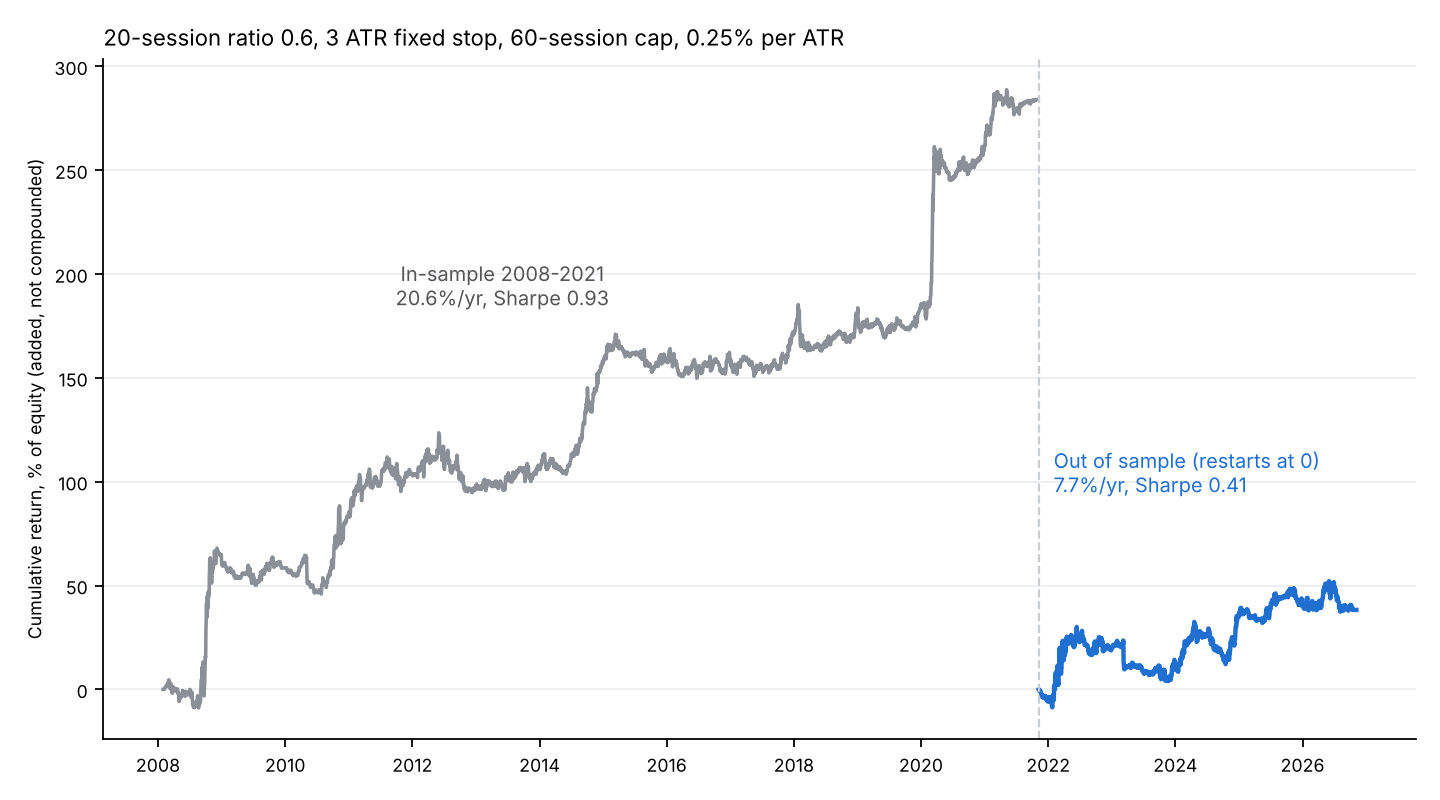 20-session ratio 0.6, 3 ATR fixed stop, 60-session cap, 0.25% per ATR
Cumulative return, % of equity (added, not compounded)
300
250
200
150
100
50
0
In-sample 2008-2021
20.6%/yr, Sharpe 0.93
Out of sample (restarts at 0)
7.7%/yr, Sharpe 0.41
2008
2010
2012
2014
2016
2018
2020
2022
2024
2026